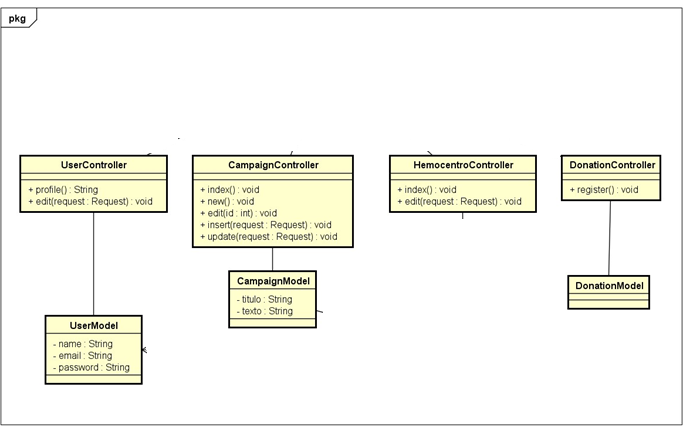 pkg
UserController
+ profile() : String
+ edit(request : Request) : void
CampaignController
+ index() : void
+ new() : void
+ edit(id : int) : void
+ insert(request : Request) : void
+ update(request : Request) : void
HemocentroController
+ index() : void
+ edit(request : Request) : void
DonationController
+ register() : void
CampaignModel
- titulo : String
- texto : String
DonationModel
UserModel
- name : String
- email : String
- password : String